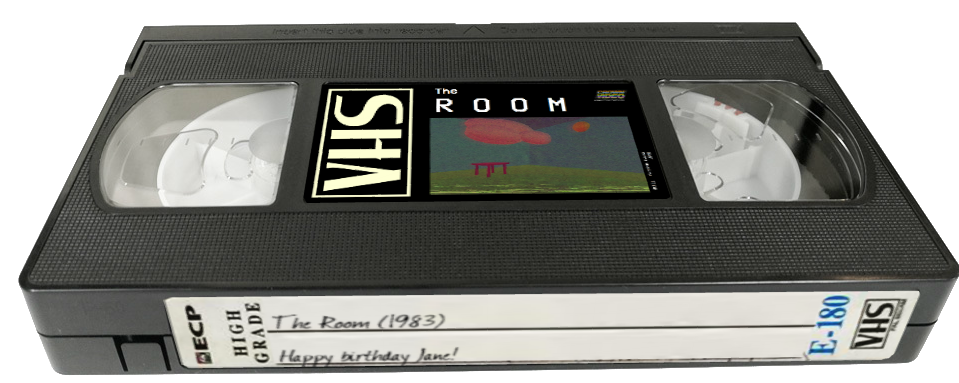 VHS
The
ROOM
ECP
HIGH
GRADE
The Room (1983)
Happy birthday Jane!
E-180
VHS